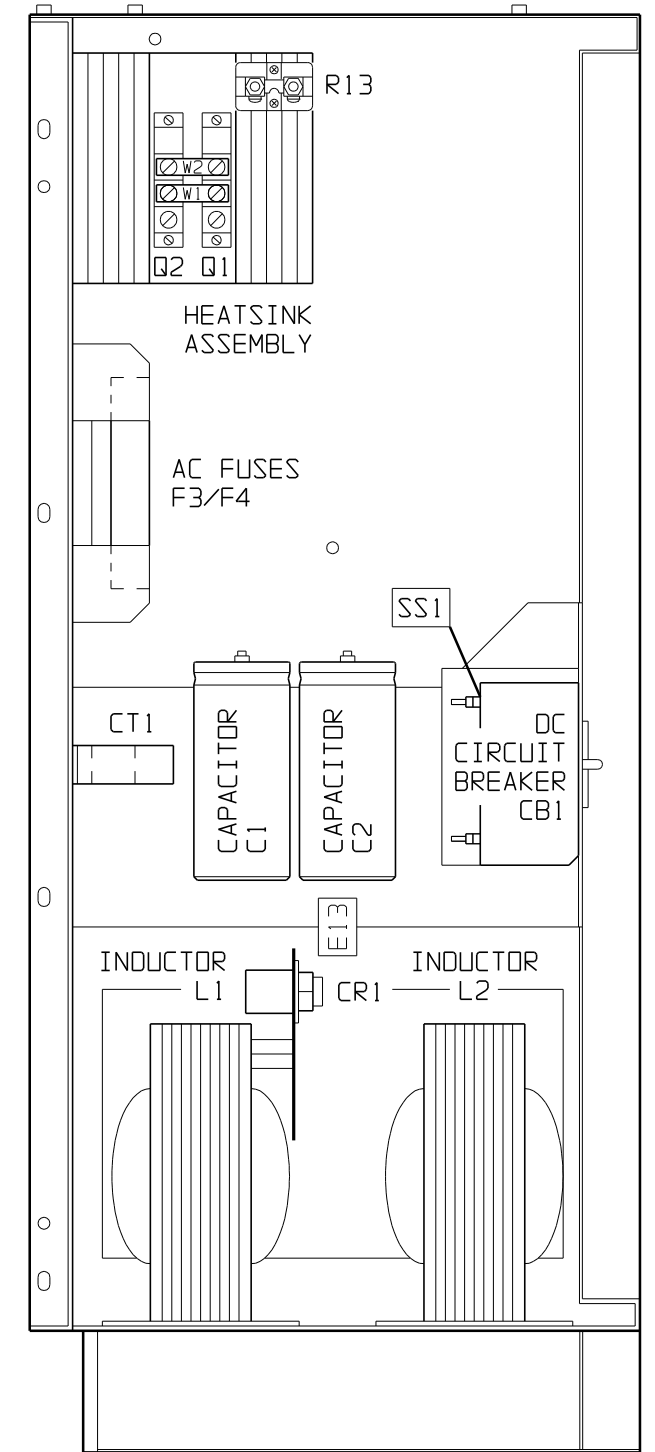 R13
W2
W1
Q2 Q1
HEATSINK
ASSEMBLY
AC FUSES
F3/F4
SS1
CT1
CAPACITOR
C1
CAPACITOR
C2
DC
CIRCUIT
BREAKER
CB1
E13
INDUCTOR
L1
CR1
INDUCTOR
L2